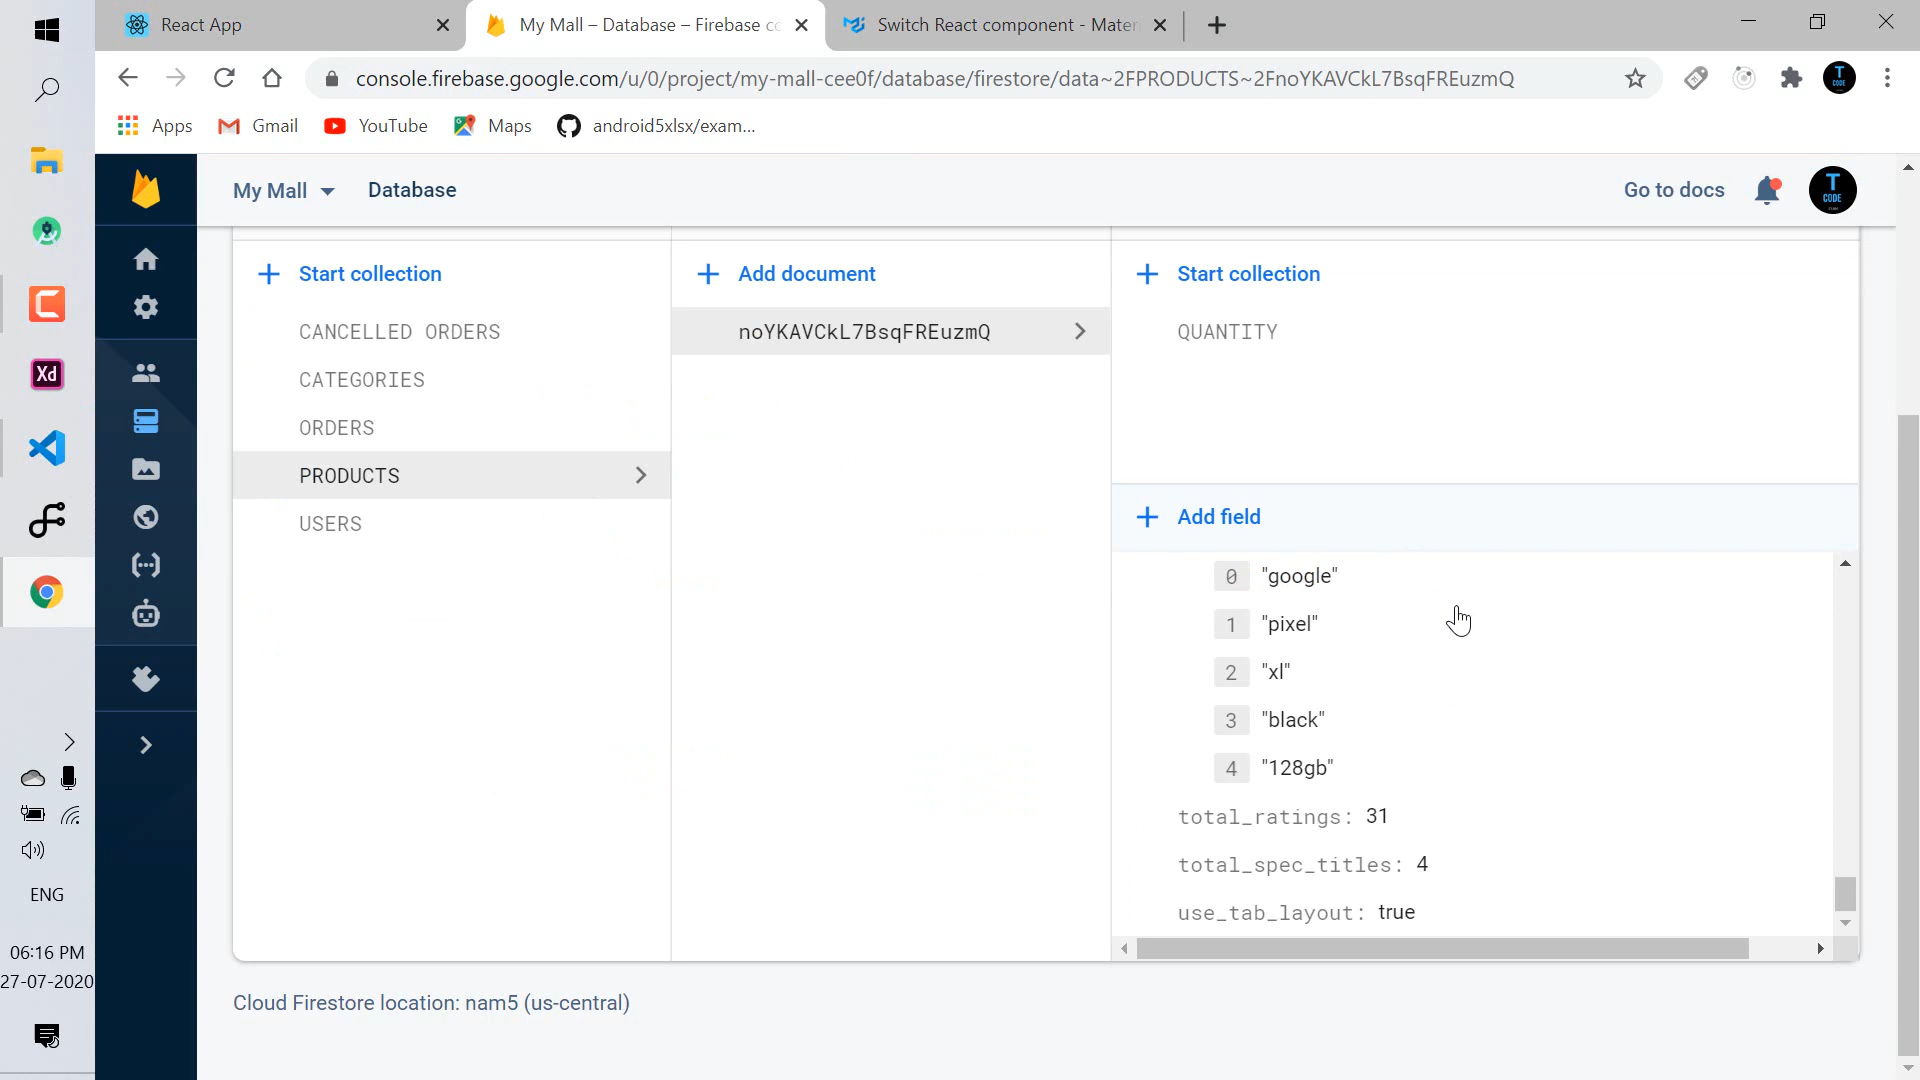 React App
My Mall – Database – Firebase cc
Switch React component - Mater
console.firebase.google.com/u/0/project/my-mall-cee0f/database/firestore/data~2FPRODUCTS~2FnoYKAVCkL7BsqFREuzmQ
T CODE
Apps
Gmail
YouTube
Maps
android5xlsx/exam...
My Mall
Database
Go to docs
T
CODE
Start collection
Add document
Start collection
CANCELLED ORDERS
CATEGORIES
ORDERS
PRODUCTS
USERS
noYKAVCkL7BsqFREuzmQ
QUANTITY
Add field
0 "google"
1 "pixel"
2 "xl"
3 "black"
4 "128gb"
total_ratings: 31
total_spec_titles: 4
use_tab_layout: true
Cloud Firestore location: nam5 (us-central)
Xd
ENG
06:16 PM
27-07-2020